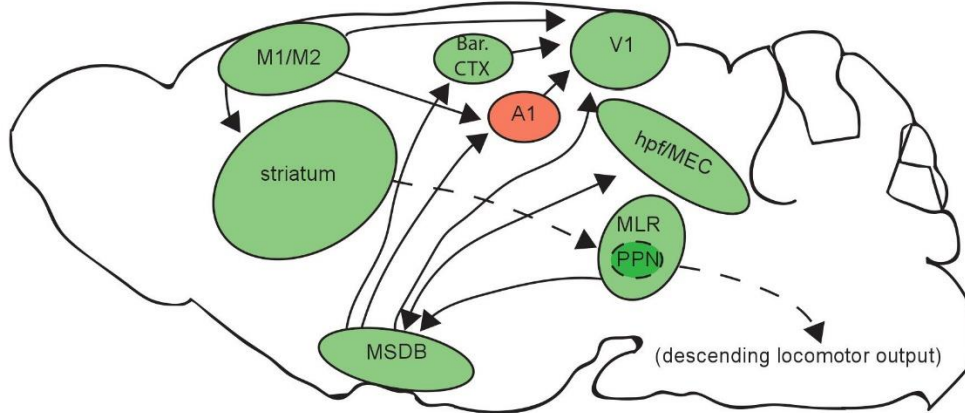 M1/M2
Bar.
CTX
V1
A1
striatum
hpf/MEC
MLR
PPN
MSDB
(descending locomotor output)